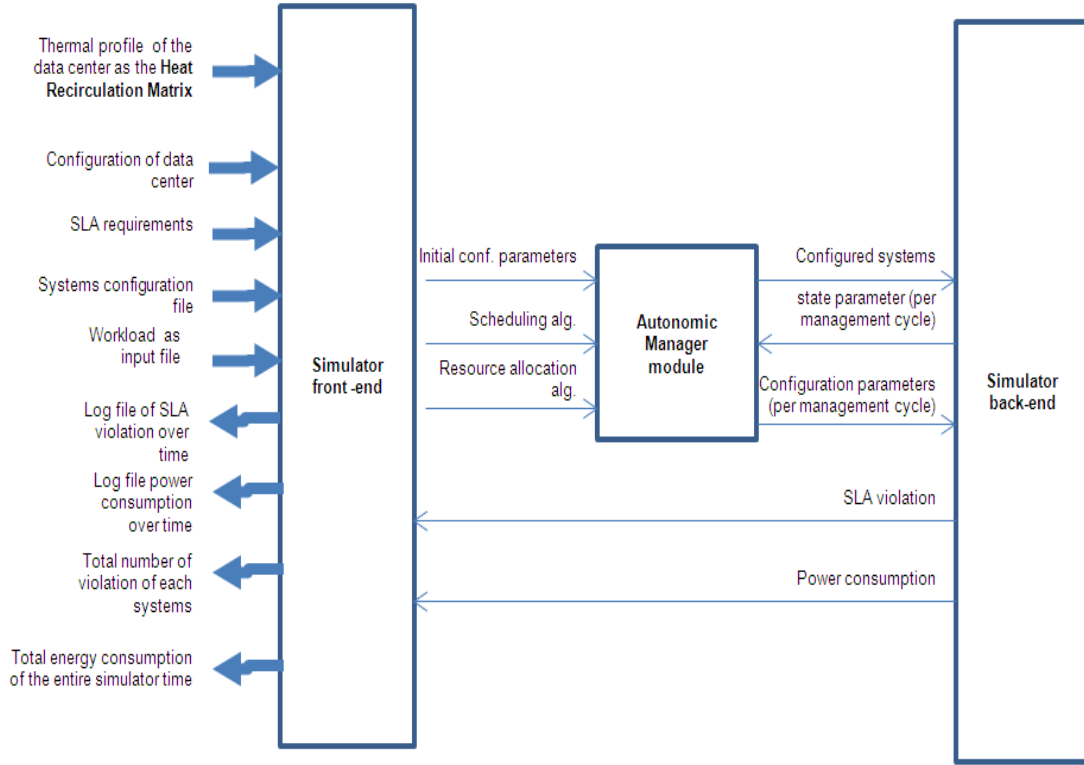 Thermal profile of the
data center as the Heat
Recirculation Matrix
Configuration of data
center
SLA requirements
Systems configuration
file
Workload as
input file
Log file of SLA
violation over
time
Log file power
consumption
over time
Total number of
violation of each
systems
Total energy consumption
of the entire simulator time
Simulator
front -end
Initial conf. parameters
Scheduling alg.
Resource allocation
alg.
Autonomic
Manager
module
Configured systems
state parameter (per
management cycle)
Configuration parameters
(per management cycle)
SLA violation
Power consumption
Simulator
back-end